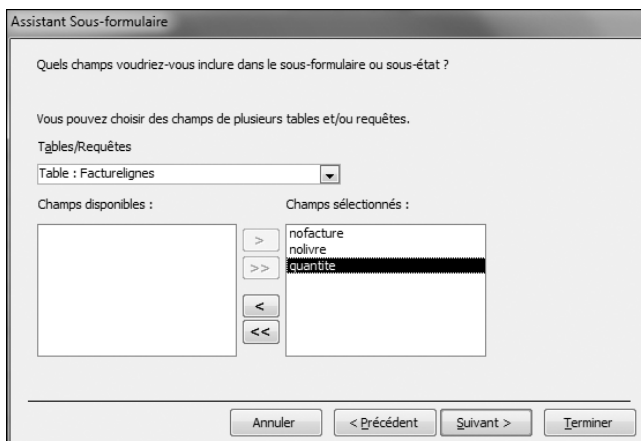 Assistant Sous-formulaire
Quels champs voudriez-vous inclure dans le sous-formulaire ou sous-état ?
Vous pouvez choisir des champs de plusieurs tables et/ou requêtes.
Tables/Requêtes
Table : Facturelignes
Champs disponibles :
Champs sélectionnés :
nofacture
nolivre
quantite
>
>>
<
<<
Annuler
< Précédent
Suivant >
Terminer